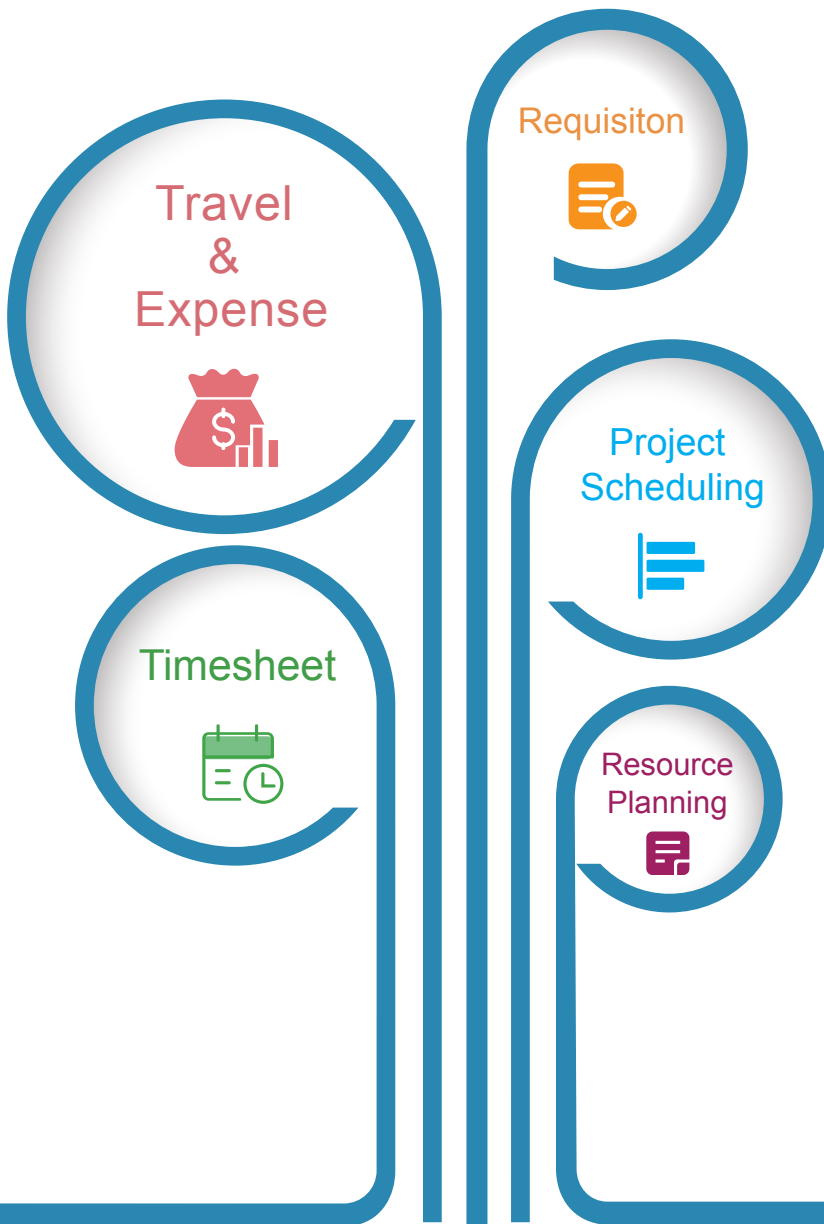 Requisiton
Travel
&
Expense
$
Project
Scheduling
Timesheet
Resource
Planning